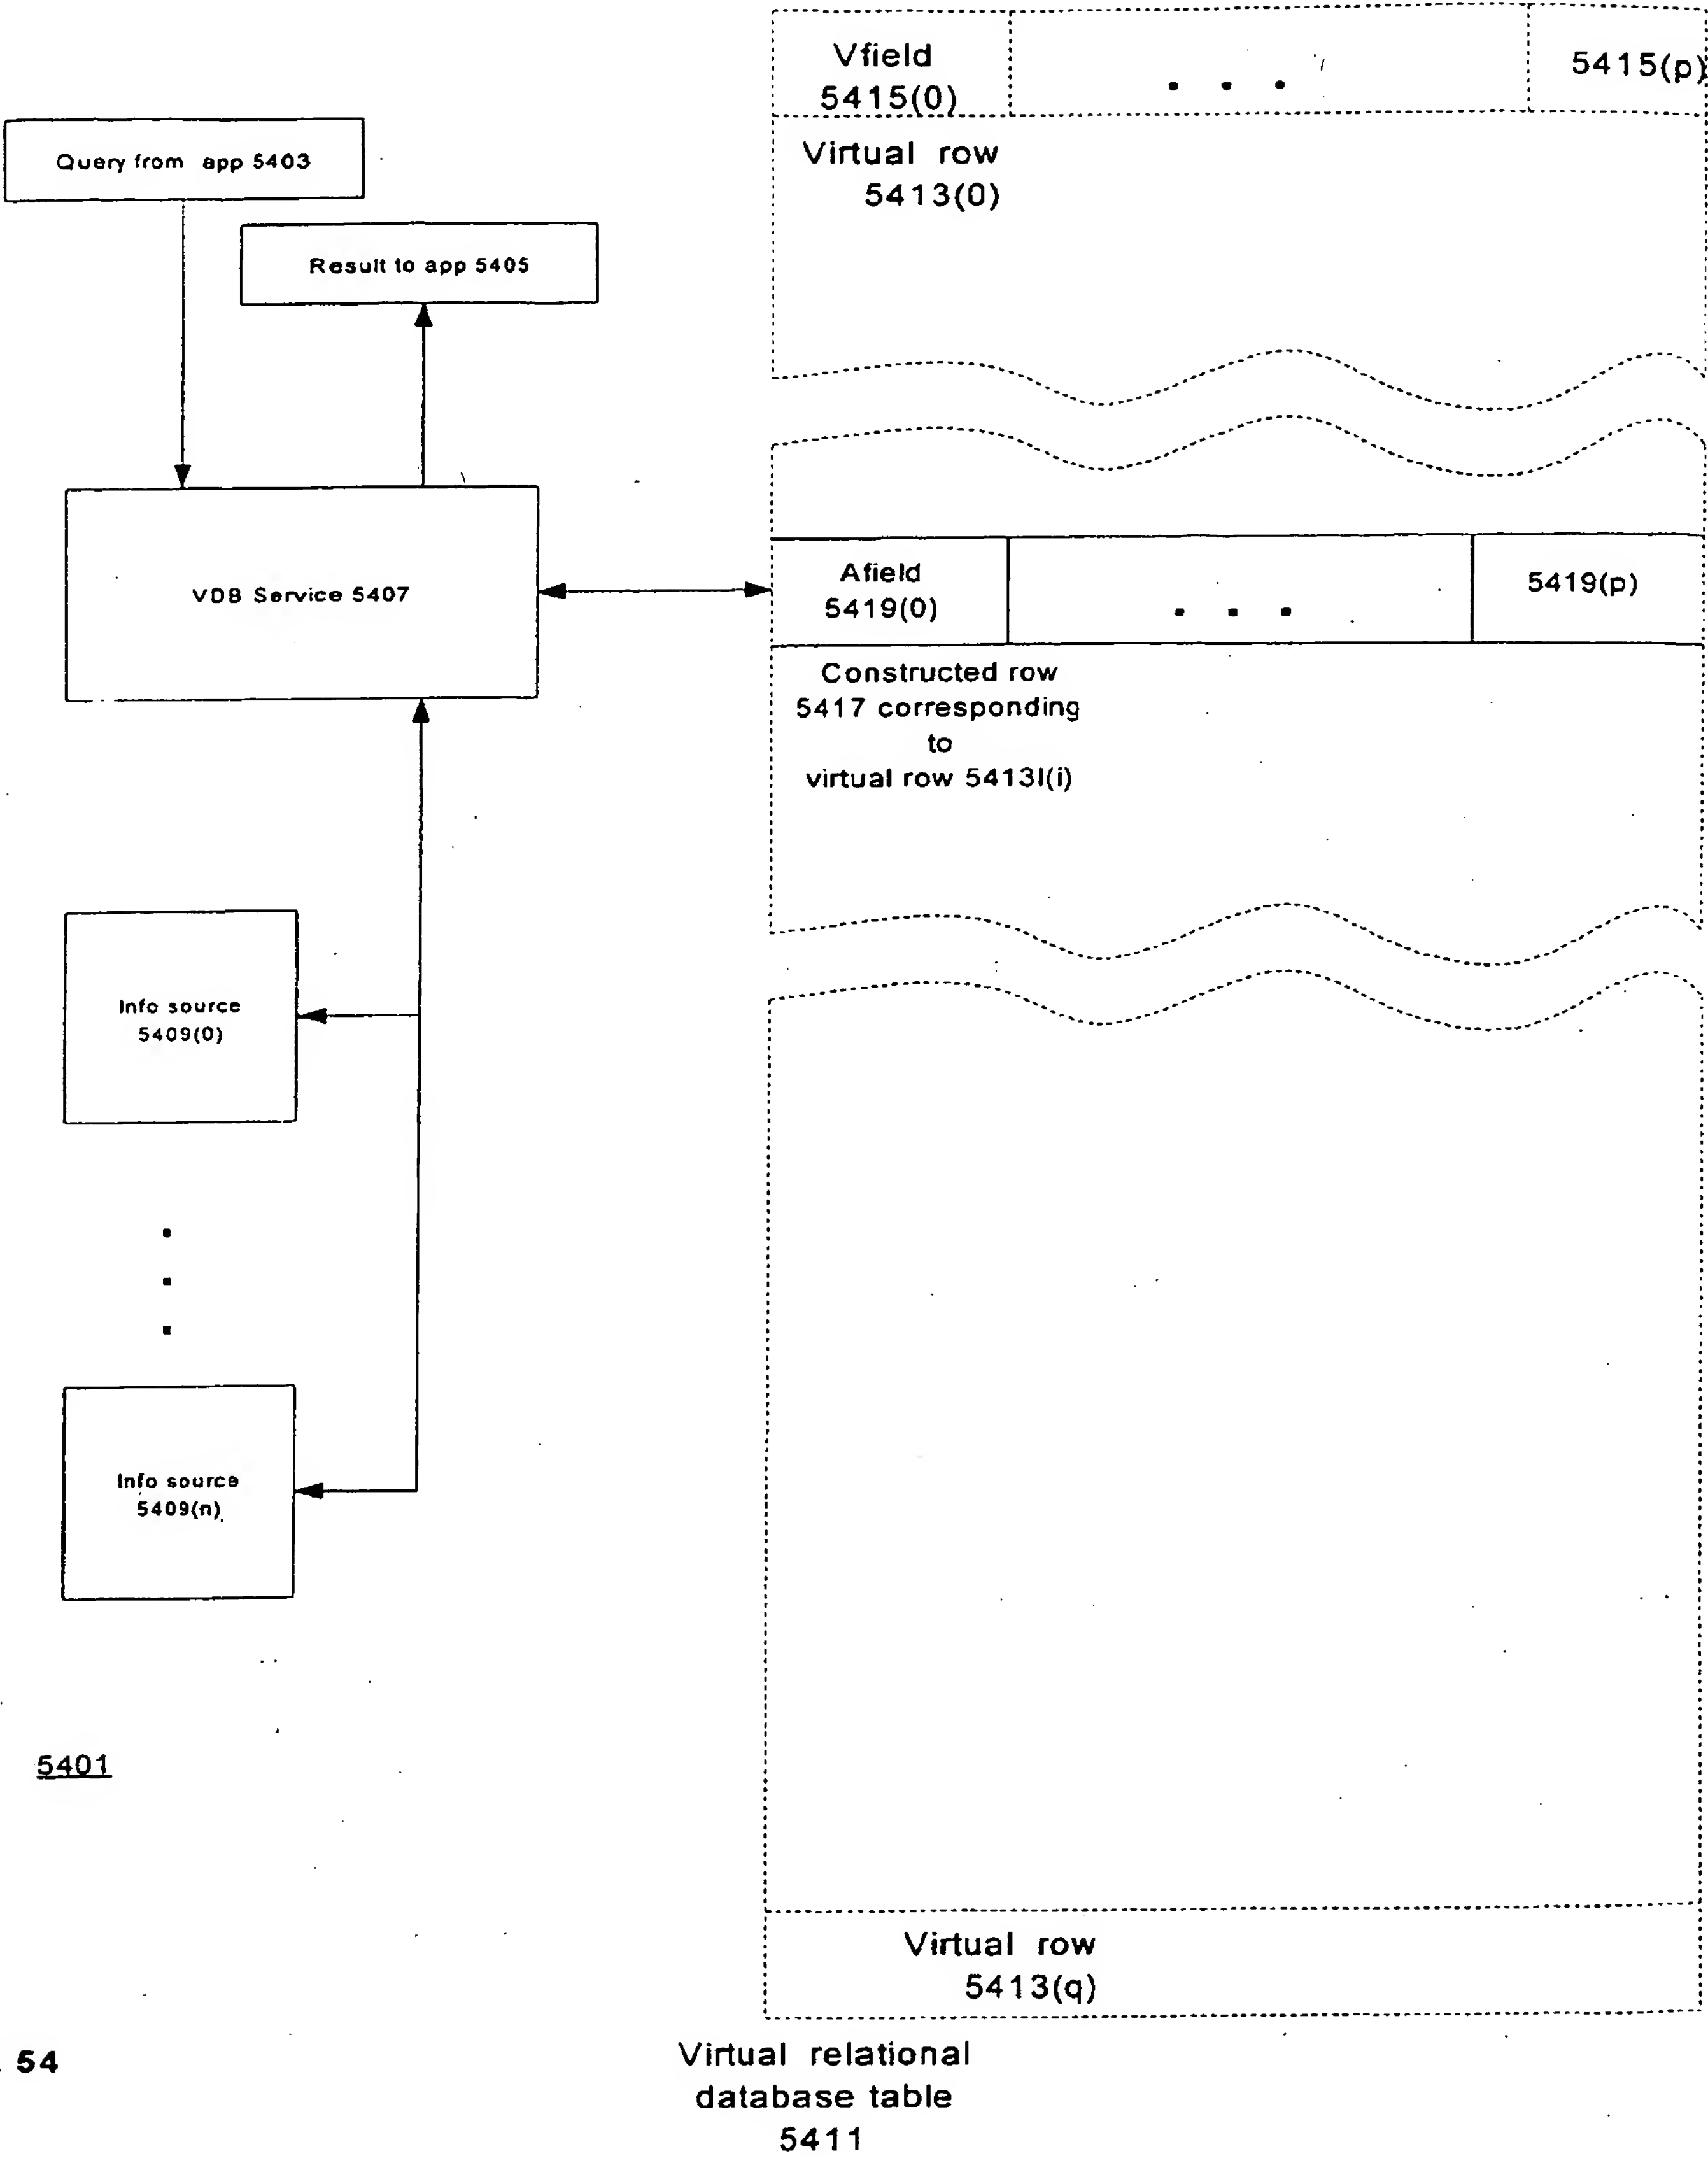 Vfield
5415(0)
. . .
5415(p)
Query from app 5403
Virtual row
5413(0)
Result to app 5405
VDB Service 5407
Afield
5419(0)
. . .
5419(p)
Constructed row
5417 corresponding
to
virtual row 5413I(i)
Info source
5409(0)
Info source
5409(n)
5401
Virtual row
5413(q)
54
Virtual relational
database table
5411